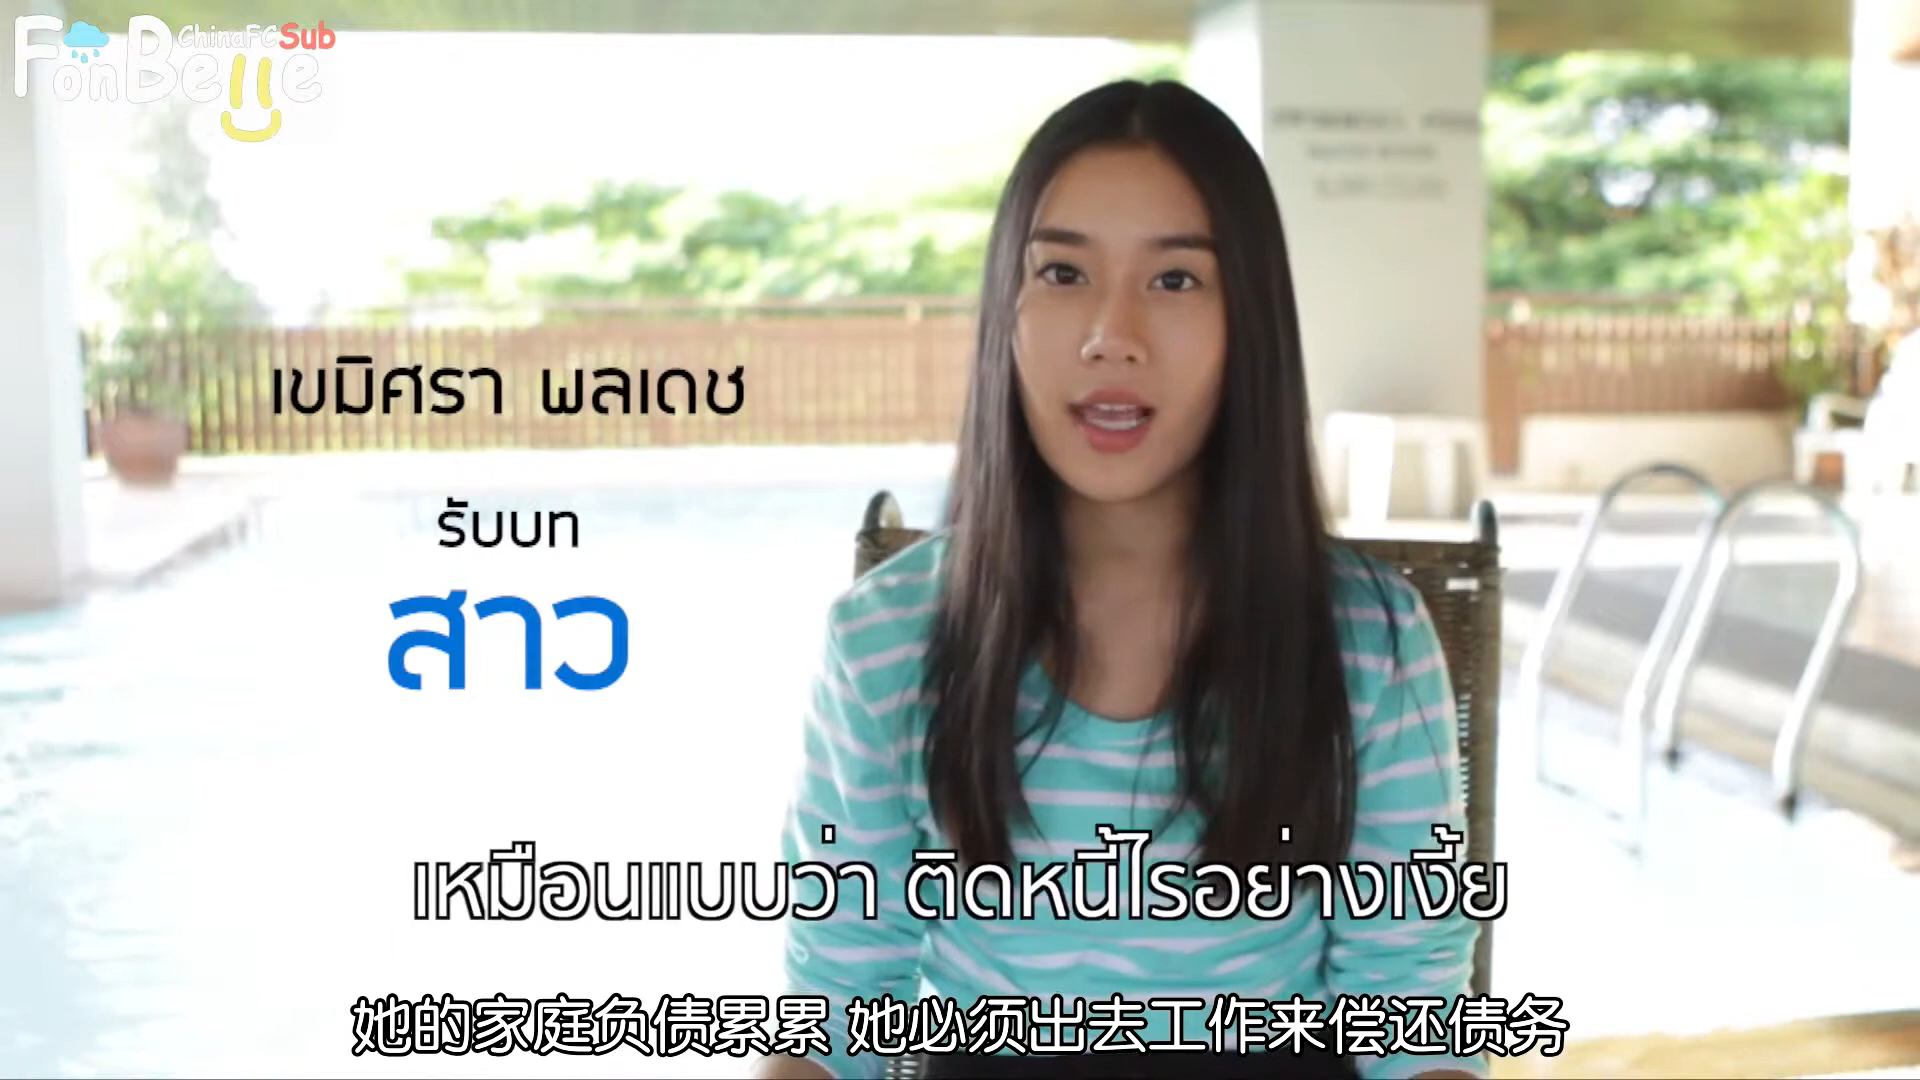 FonBelle ChinaFCSub
เขมิศรา พลเดช
รับบท
สาว
เหมือนแบบว่า ติดหนี้ไรอย่างเงี้ย
她的家庭负债累累 她必须出去工作来偿还债务